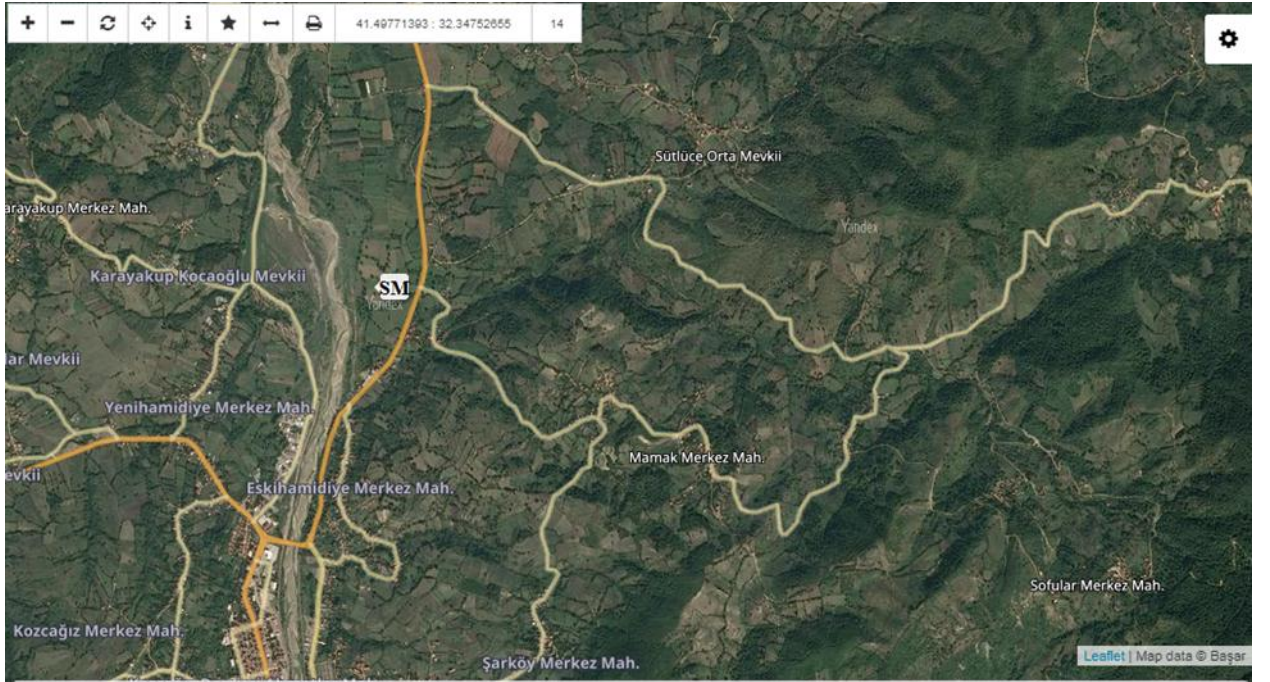 41.49771393 : 32.34752655
14
Sütlüce Orta Mevkii
arayakup Merkez Mah.
Yandex
Karayakup Kocaoğlu Mevkii
SM
Yandex
lar Mevkii
Yenihamidiye Merkez Mah.
Mamak Merkez Mah.
evkii
Eskihamidiye Merkez Mah.
Sofular Merkez Mah.
Kozcağız Merkez Mah.
Şarköy Merkez Mah.
Leaflet | Map data © Başar